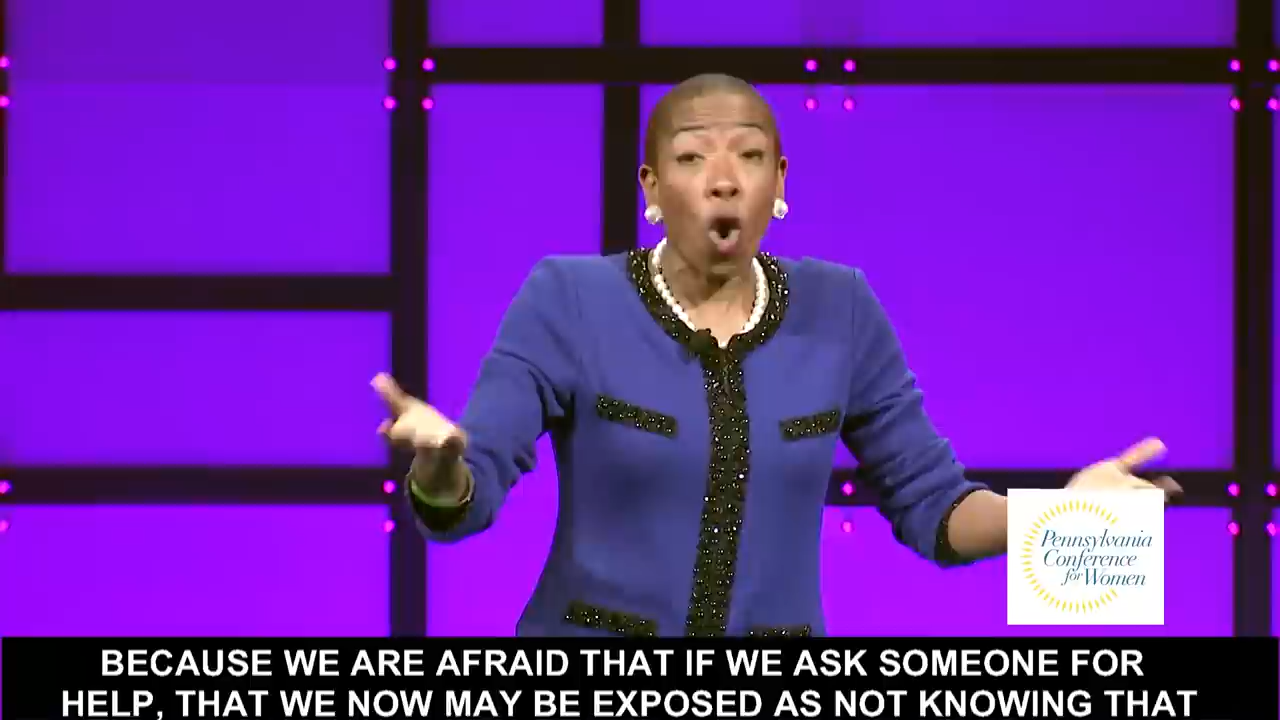 Pennsylvania
Conference
for Women
BECAUSE WE ARE AFRAID THAT IF WE ASK SOMEONE FOR
HELP, THAT WE NOW MAY BE EXPOSED AS NOT KNOWING THAT